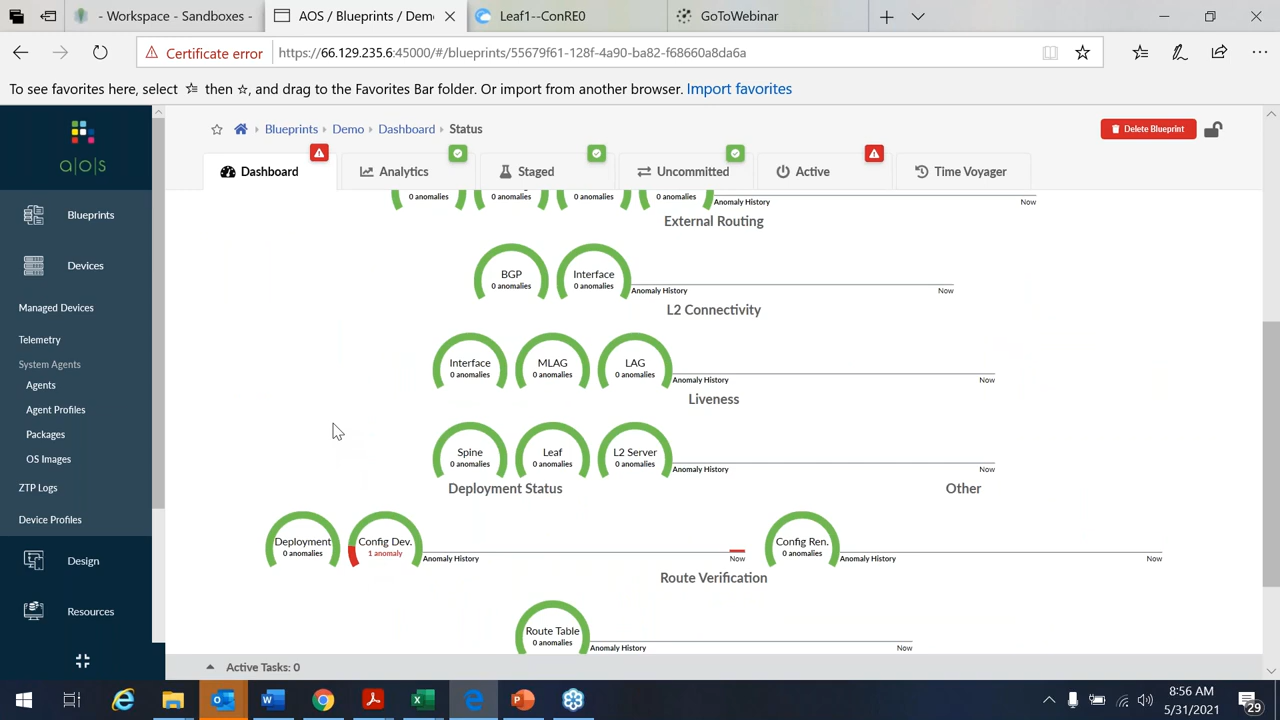 - Workspace - Sandboxes -
AOS / Blueprints / Demo
Leaf1--ConRE0
GoToWebinar
Certificate error
https://66.129.235.6:45000/#/blueprints/55679f61-128f-4a90-ba82-f68660a8da6a
To see favorites here, select then ☆, and drag to the Favorites Bar folder. Or import from another browser. Import favorites
a|o|s
Blueprints
Devices
Managed Devices
Telemetry
System Agents
Agents
Agent Profiles
Packages
OS Images
ZTP Logs
Device Profiles
Design
Resources
Blueprints Demo Dashboard Status
Delete Blueprint
Dashboard
Analytics
Staged
Uncommitted
Active
Time Voyager
0 anomalies
0 anomalies
0 anomalies
0 anomalies
Anomaly History
Now
External Routing
BGP
0 anomalies
Interface
0 anomalies
Anomaly History
Now
L2 Connectivity
Interface
0 anomalies
MLAG
0 anomalies
LAG
0 anomalies
Anomaly History
Now
Liveness
Spine
0 anomalies
Leaf
0 anomalies
L2 Server
0 anomalies
Anomaly History
Now
Deployment Status
Other
Deployment
0 anomalies
Config Dev.
1 anomaly
Anomaly History
Now
Config Ren.
0 anomalies
Anomaly History
Now
Route Verification
Route Table
0 anomalies
Anomaly History
Now
Active Tasks: 0
8:56 AM
5/31/2021
29